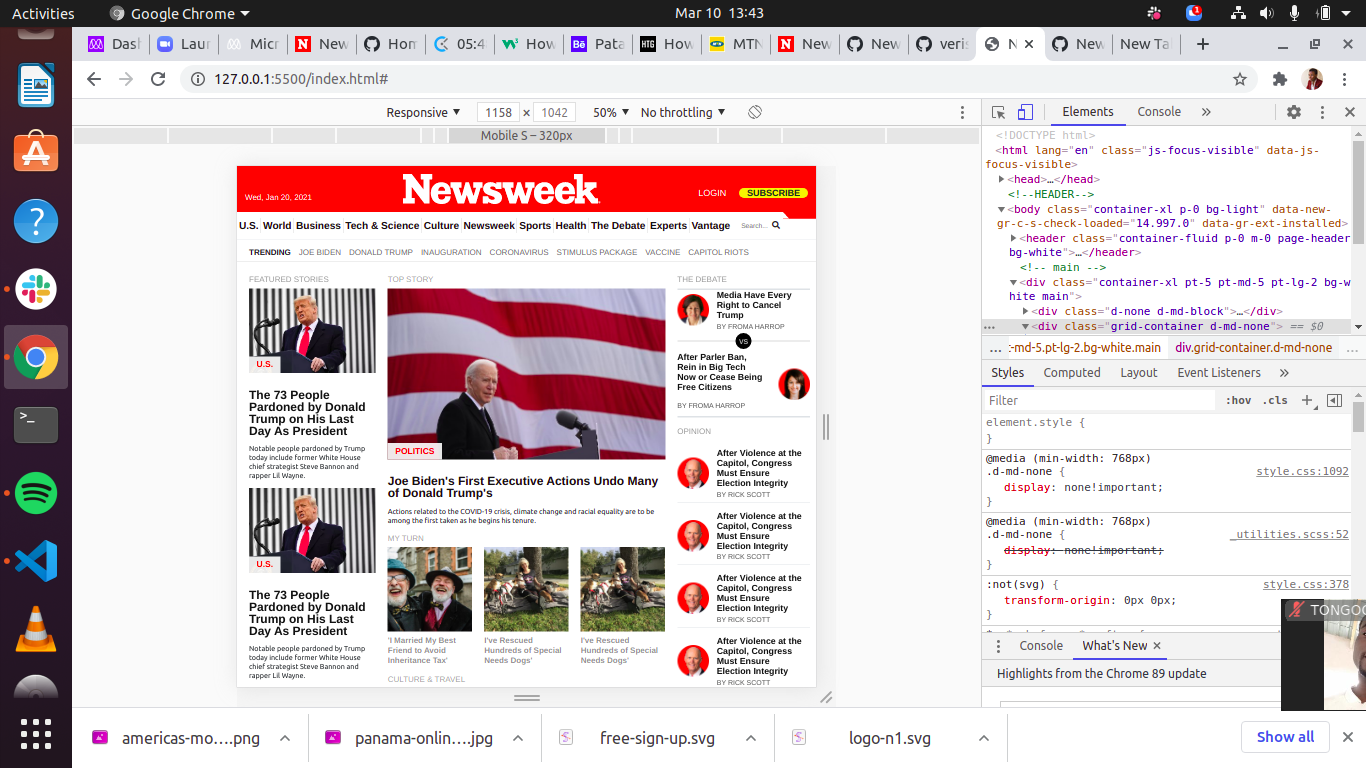 Activities
Google Chrome
Mar 10 13:43
1
Dash
Laun
Micr
New
Hom
05:4
How
Pata
How
MTN
New
New
veris
N
New
New Ta
127.0.0.1:5500/index.html#
Responsive
1158 × 1042
50%
No throttling
Mobile S – 320px
Wed, Jan 20, 2021
Newsweek
LOGIN
SUBSCRIBE
U.S. World Business Tech & Science Culture Newsweek Sports Health The Debate Experts Vantage
Search...
TRENDING JOE BIDEN DONALD TRUMP INAUGURATION CORONAVIRUS STIMULUS PACKAGE VACCINE CAPITOL RIOTS
FEATURED STORIES
U.S.
The 73 People
Pardoned by Donald
Trump on His Last
Day As President
Notable people pardoned by Trump
today include former White House
chief strategist Steve Bannon and
rapper Lil Wayne.
U.S.
The 73 People
Pardoned by Donald
Trump on His Last
Day As President
Notable people pardoned by Trump
today include former White House
chief strategist Steve Bannon and
rapper Lil Wayne.
TOP STORY
POLITICS
Joe Biden's First Executive Actions Undo Many
of Donald Trump's
Actions related to the COVID-19 crisis, climate change and racial equality are to be
among the first taken as he begins his tenure.
MY TURN
'I Married My Best
Friend to Avoid
Inheritance Tax'
I've Rescued
Hundreds of Special
Needs Dogs'
I've Rescued
Hundreds of Special
Needs Dogs'
CULTURE & TRAVEL
THE DEBATE
Media Have Every
Right to Cancel
Trump
BY FROMA HARROP
VS
After Parler Ban,
Rein in Big Tech
Now or Cease Being
Free Citizens
BY FROMA HARROP
OPINION
After Violence at the
Capitol, Congress
Must Ensure
Election Integrity
BY RICK SCOTT
After Violence at the
Capitol, Congress
Must Ensure
Election Integrity
BY RICK SCOTT
After Violence at the
Capitol, Congress
Must Ensure
Election Integrity
BY RICK SCOTT
After Violence at the
Capitol, Congress
Must Ensure
Election Integrity
BY RICK SCOTT
Elements
Console
<!DOCTYPE html>
<html lang="en" class="js-focus-visible" data-js-
focus-visible>
<head>…</head>
<!--HEADER-->
<body class="container-xl p-0 bg-light" data-new-
gr-c-s-check-loaded="14.997.0" data-gr-ext-installed>
<header class="container-fluid p-0 m-0 page-header
bg-white">…</header>
<!-- main -->
<div class="container-xl pt-5 pt-md-5 pt-lg-2 bg-w
hite main">
<div class="d-none d-md-block">…</div>
<div class="grid-container d-md-none"> == $0
… :-md-5.pt-lg-2.bg-white.main div.grid-container.d-md-none …
Styles
Computed
Layout
Event Listeners
Filter
:hov .cls
element.style {
}
@media (min-width: 768px)
.d-md-none {
style.css:1092
display: none!important;
}
@media (min-width: 768px)
.d-md-none {
_utilities.scss:52
display: none!important;
}
:not(svg) {
style.css:378
transform-origin: 0px 0px;
}
TONGOO
Console
What's New
Highlights from the Chrome 89 update
americas-mo....png
panama-onlin....jpg
free-sign-up.svg
logo-n1.svg
Show all